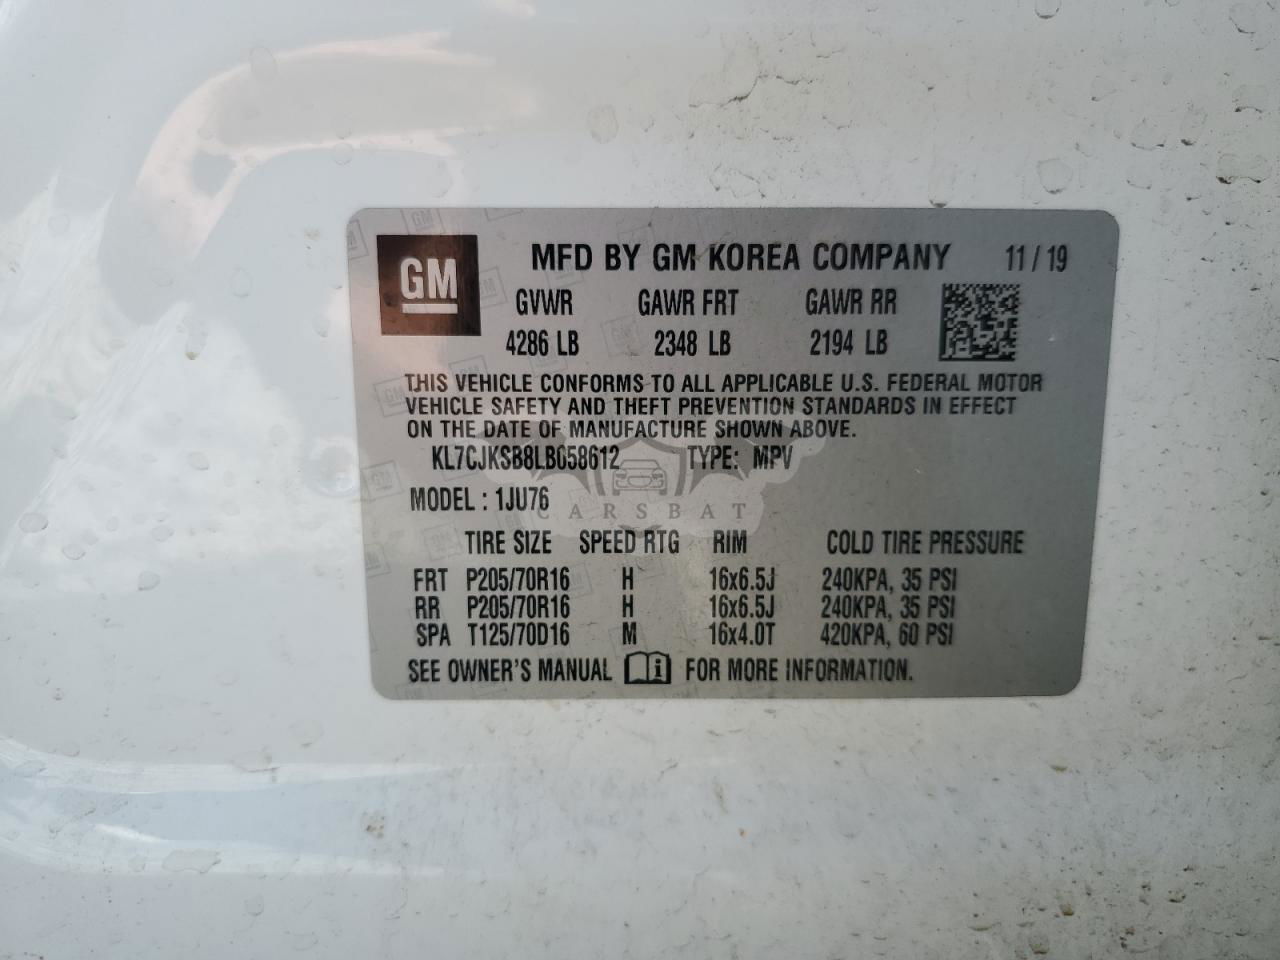 GM
MFD BY GM KOREA COMPANY 11 / 19
GVWR GAWR FRT GAWR RR
4286 LB 2348 LB 2194 LB
THIS VEHICLE CONFORMS TO ALL APPLICABLE U.S. FEDERAL MOTOR
VEHICLE SAFETY AND THEFT PREVENTION STANDARDS IN EFFECT
ON THE DATE OF MANUFACTURE SHOWN ABOVE.
KL7CJKSB8LB058612 TYPE: MPV
MODEL : 1JU76
CARSBAT
TIRE SIZE SPEED RTG RIM COLD TIRE PRESSURE
FRT P205/70R16 H 16x6.5J 240KPA, 35 PSI
RR P205/70R16 H 16x6.5J 240KPA, 35 PSI
SPA T125/70D16 M 16x4.0T 420KPA, 60 PSI
SEE OWNER'S MANUAL FOR MORE INFORMATION.